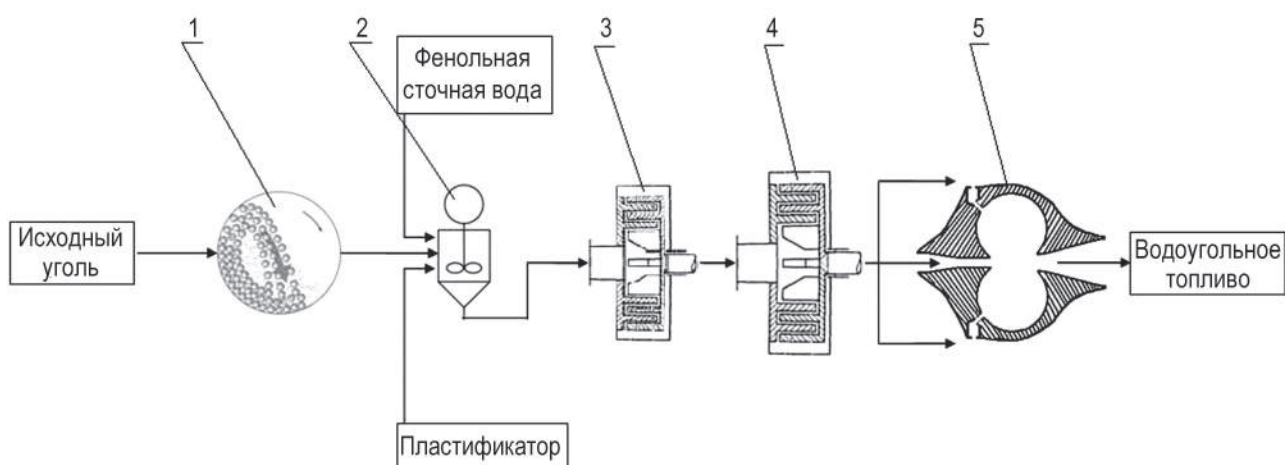 1
2
3
4
5
Фенольная
сточная вода
Исходный
уголь
Водоугольное
топливо
Пластификатор